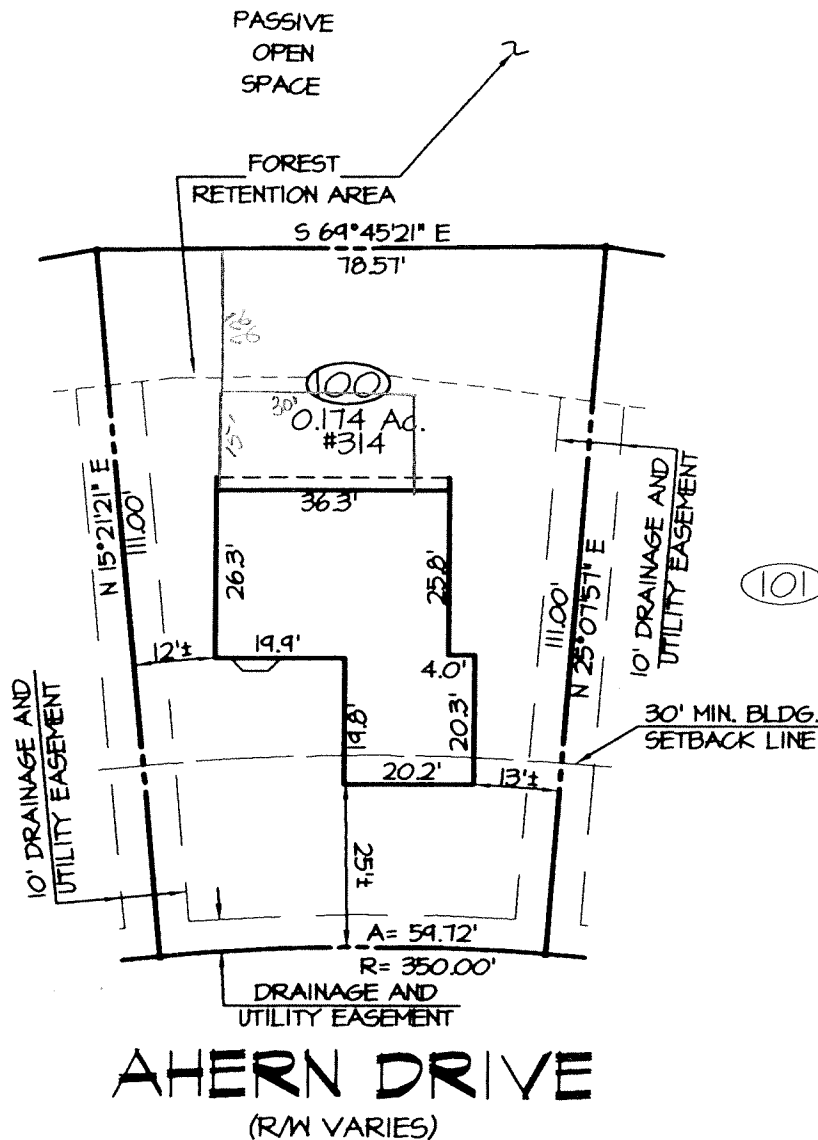 PASSIVE
OPEN
SPACE
FOREST
RETENTION AREA
S 69°45'21" E
78.57'
26
100
30'
0.174 Ac.
#314
36.3'
N 15°21'21" E
111.00'
26.3'
25.8'
111.00'
N 25°07'57" E
10' DRAINAGE AND
UTILITY EASEMENT
101
12'±
19.9'
4.0'
19.8'
20.3'
30' MIN. BLDG.
SETBACK LINE
20.2'
13'±
10' DRAINAGE AND
UTILITY EASEMENT
25'±
A= 59.72'
R= 350.00'
DRAINAGE AND
UTILITY EASEMENT
AHERN DRIVE
(R/W VARIES)